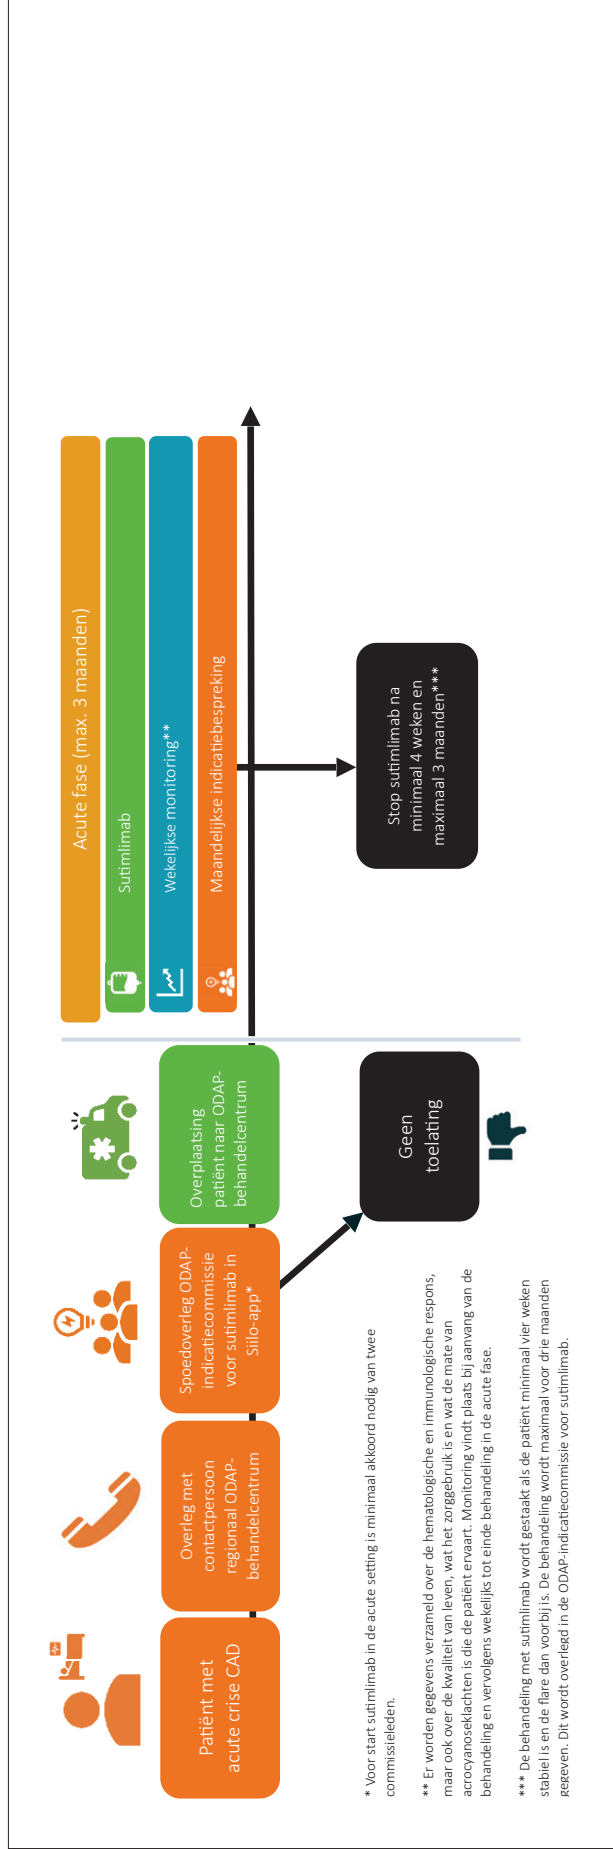 Patiënt met
acute crise CAD
Overleg met
contactpersoon
regionaal ODAP-
behandelcentrum
Spoedoverleg ODAP-
indicatiecommissie
voor sutimlimab in
Siilo-app*
Overplaatsing
patiënt naar ODAP-
behandelcentrum
Geen
toelating
Acute fase (max. 3 maanden)
Sutimlimab
Wekelijkse monitoring**
Maandelijkse indicatiebespreking
Stop sutimlimab na
minimaal 4 weken en
maximaal 3 maanden***
* Voor start sutimlimab in de acute setting is minimaal akkoord nodig van twee
commissieleden.
** Er worden gegevens verzameld over de hematologische en immunologische respons,
maar ook over de kwaliteit van leven, wat het zorggebruik is en wat de mate van
acrocyanoseklachten is die de patiënt ervaart. Monitoring vindt plaats bij aanvang van de
behandeling en vervolgens wekelijks tot einde behandeling in de acute fase.
*** De behandeling met sutimlimab wordt gestaakt als de patiënt minimaal vier weken
stabiel is en de flare dan voorbij is. De behandeling wordt maximaal voor drie maanden
gegeven. Dit wordt overlegd in de ODAP-indicatiecommissie voor sutimlimab.